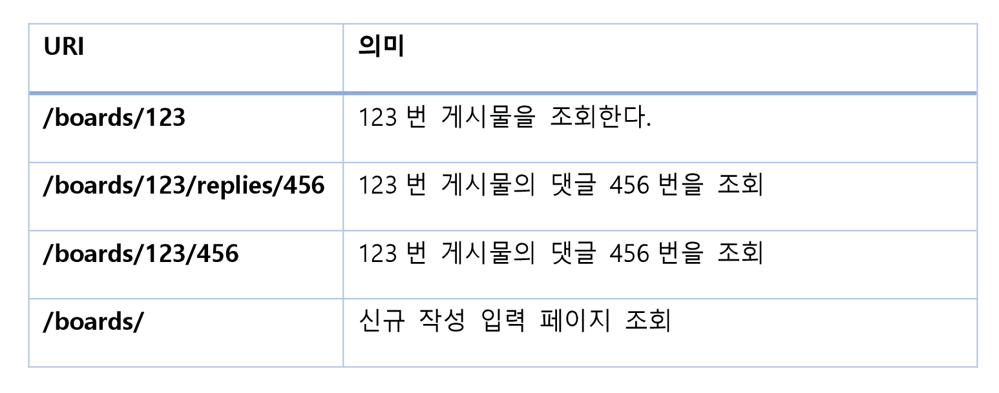 URI 의미
/boards/123 123 번 게시물을 조회한다.
/boards/123/replies/456 123 번 게시물의 댓글 456 번을 조회
/boards/123/456 123 번 게시물의 댓글 456 번을 조회
/boards/ 신규 작성 입력 페이지 조회